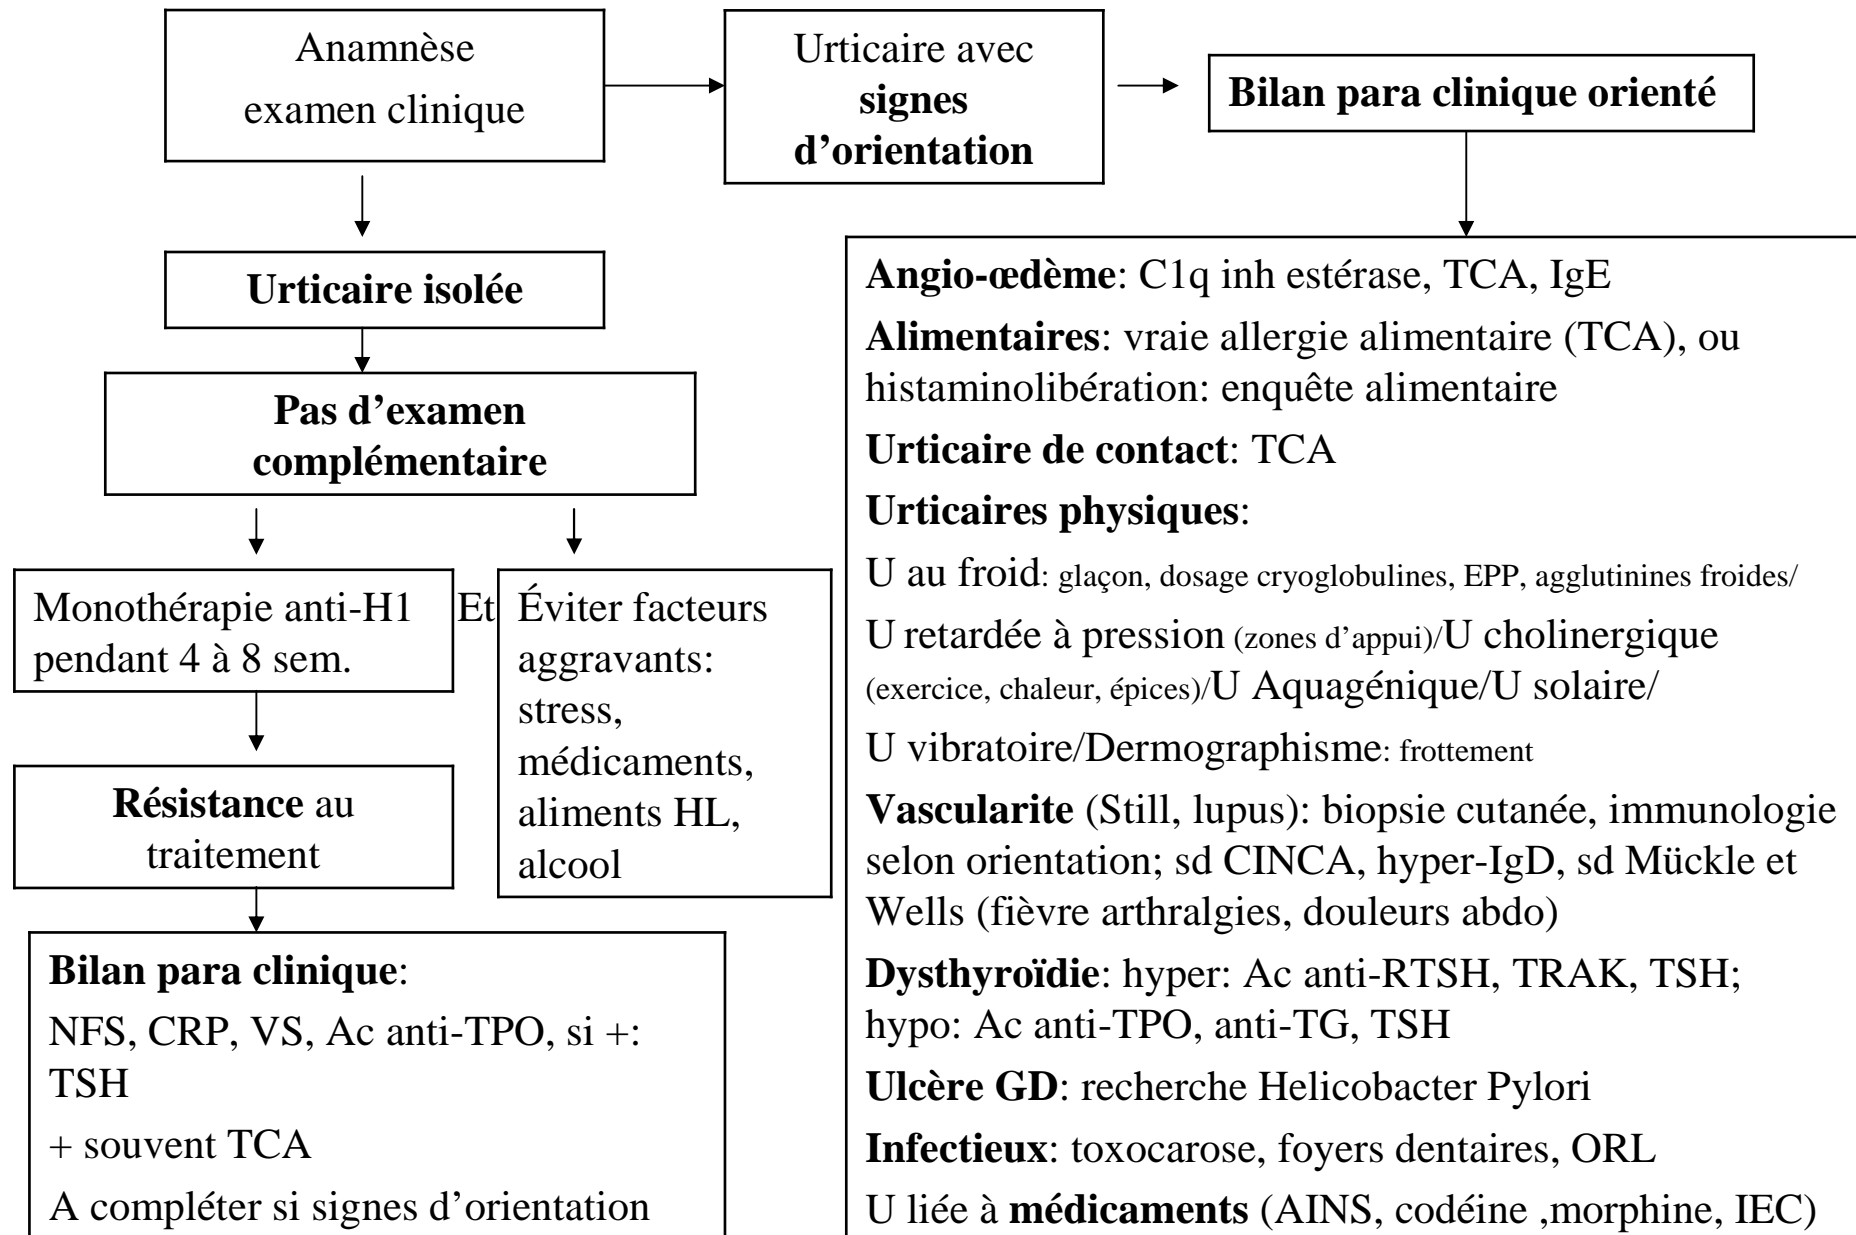 Anamnèse
examen clinique
Urticaire avec
signes
d’orientation
Bilan para clinique orienté
Urticaire isolée
Pas d’examen
complémentaire
Monothérapie anti-H1
pendant 4 à 8 sem.
Et
Éviter facteurs
aggravants:
stress,
médicaments,
aliments HL,
alcool
Résistance au
traitement
Bilan para clinique:
NFS, CRP, VS, Ac anti-TPO, si +:
TSH
+ souvent TCA
A compléter si signes d’orientation
Angio-œdème: C1q inh estérase, TCA, IgE
Alimentaires: vraie allergie alimentaire (TCA), ou
histaminolibération: enquête alimentaire
Urticaire de contact: TCA
Urticaires physiques:
U au froid: glaçon, dosage cryoglobulines, EPP, agglutinines froides/
U retardée à pression (zones d’appui)/U cholinergique
(exercice, chaleur, épices)/U Aquagénique/U solaire/
U vibratoire/Dermographisme: frottement
Vascularite (Still, lupus): biopsie cutanée, immunologie
selon orientation; sd CINCA, hyper-IgD, sd Mückle et
Wells (fièvre arthralgies, douleurs abdo)
Dysthyroïdie: hyper: Ac anti-RTSH, TRAK, TSH;
hypo: Ac anti-TPO, anti-TG, TSH
Ulcère GD: recherche Helicobacter Pylori
Infectieux: toxocarose, foyers dentaires, ORL
U liée à médicaments (AINS, codéine ,morphine, IEC)